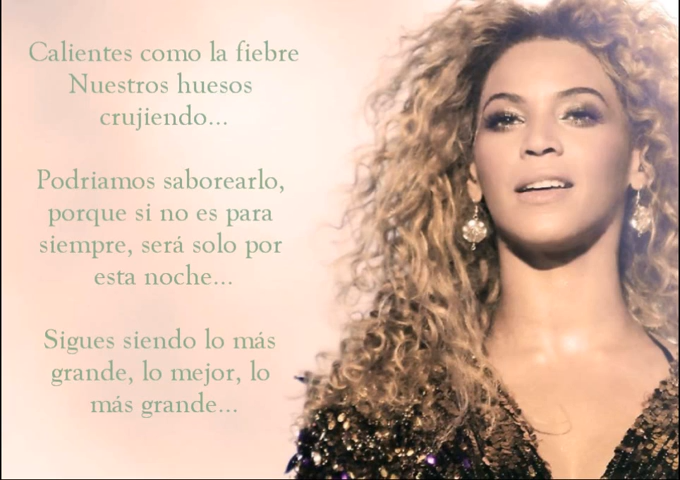 Calientes como la fiebre
Nuestros huesos
crujiendo...
Podriamos saborearlo,
porque si no es para
siempre, será solo por
esta noche...
Sigues siendo lo más
grande, lo mejor, lo
más grande...